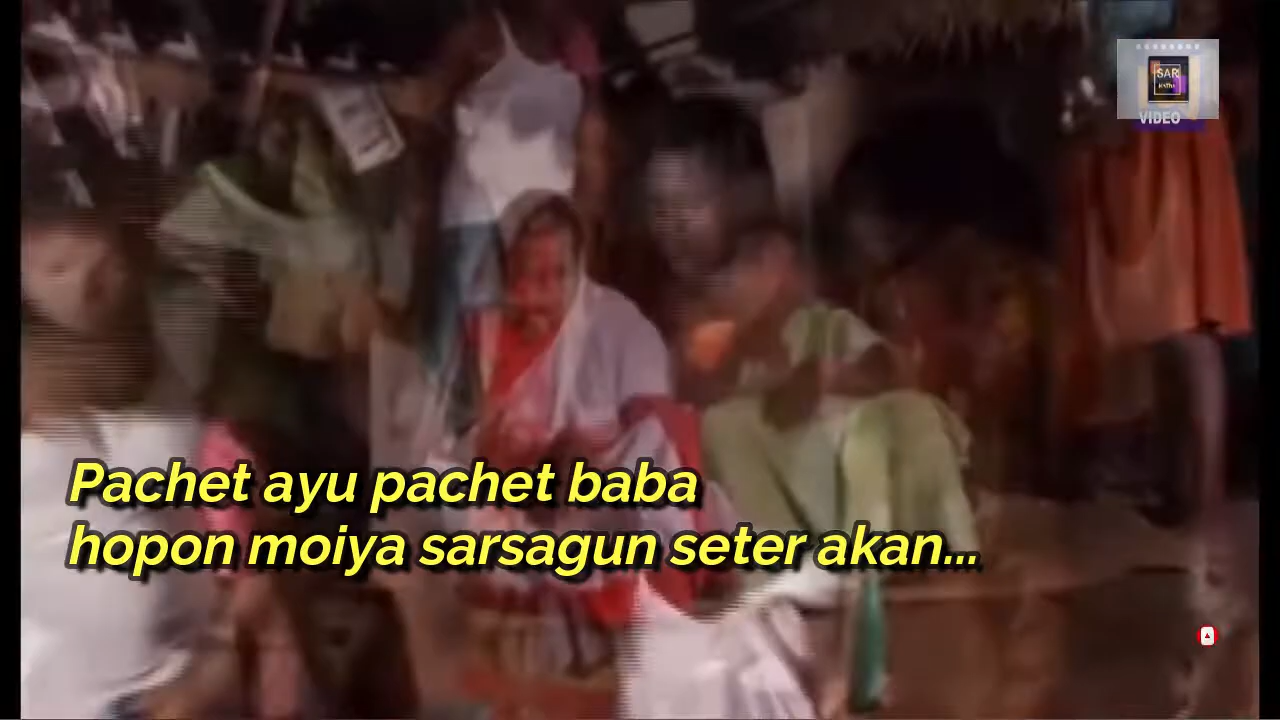 SAR
VIDEO
Pachet ayu pachet baba
hopon moiya sarsagun seter akan...